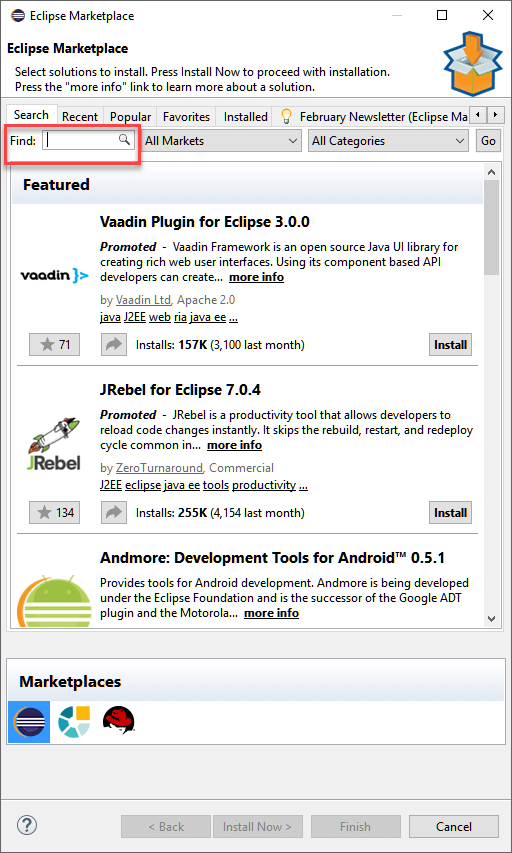 Eclipse Marketplace
Eclipse Marketplace
Select solutions to install. Press Install Now to proceed with installation.
Press the "more info" link to learn more about a solution.
Search Recent Popular Favorites Installed February Newsletter (Eclipse Ma
Find: All Markets All Categories Go
Featured
Vaadin Plugin for Eclipse 3.0.0
Promoted - Vaadin Framework is an open source Java UI library for
creating rich web user interfaces. Using its component based API
developers can create... more info
vaadin}>
by Vaadin Ltd, Apache 2.0
java J2EE web ria java ee ...
71 Installs: 157K (3,100 last month) Install
JRebel for Eclipse 7.0.4
Promoted - JRebel is a productivity tool that allows developers to
reload code changes instantly. It skips the rebuild, restart, and redeploy
cycle common in... more info
JRebel
by ZeroTurnaround, Commercial
J2EE eclipse java ee tools productivity ...
134 Installs: 255K (4,154 last month) Install
Andmore: Development Tools for Android™ 0.5.1
Provides tools for Android development. Andmore is being developed
under the Eclipse Foundation and is the successor of the Google ADT
plugin and the Motorola... more info
Marketplaces
? < Back Install Now > Finish Cancel